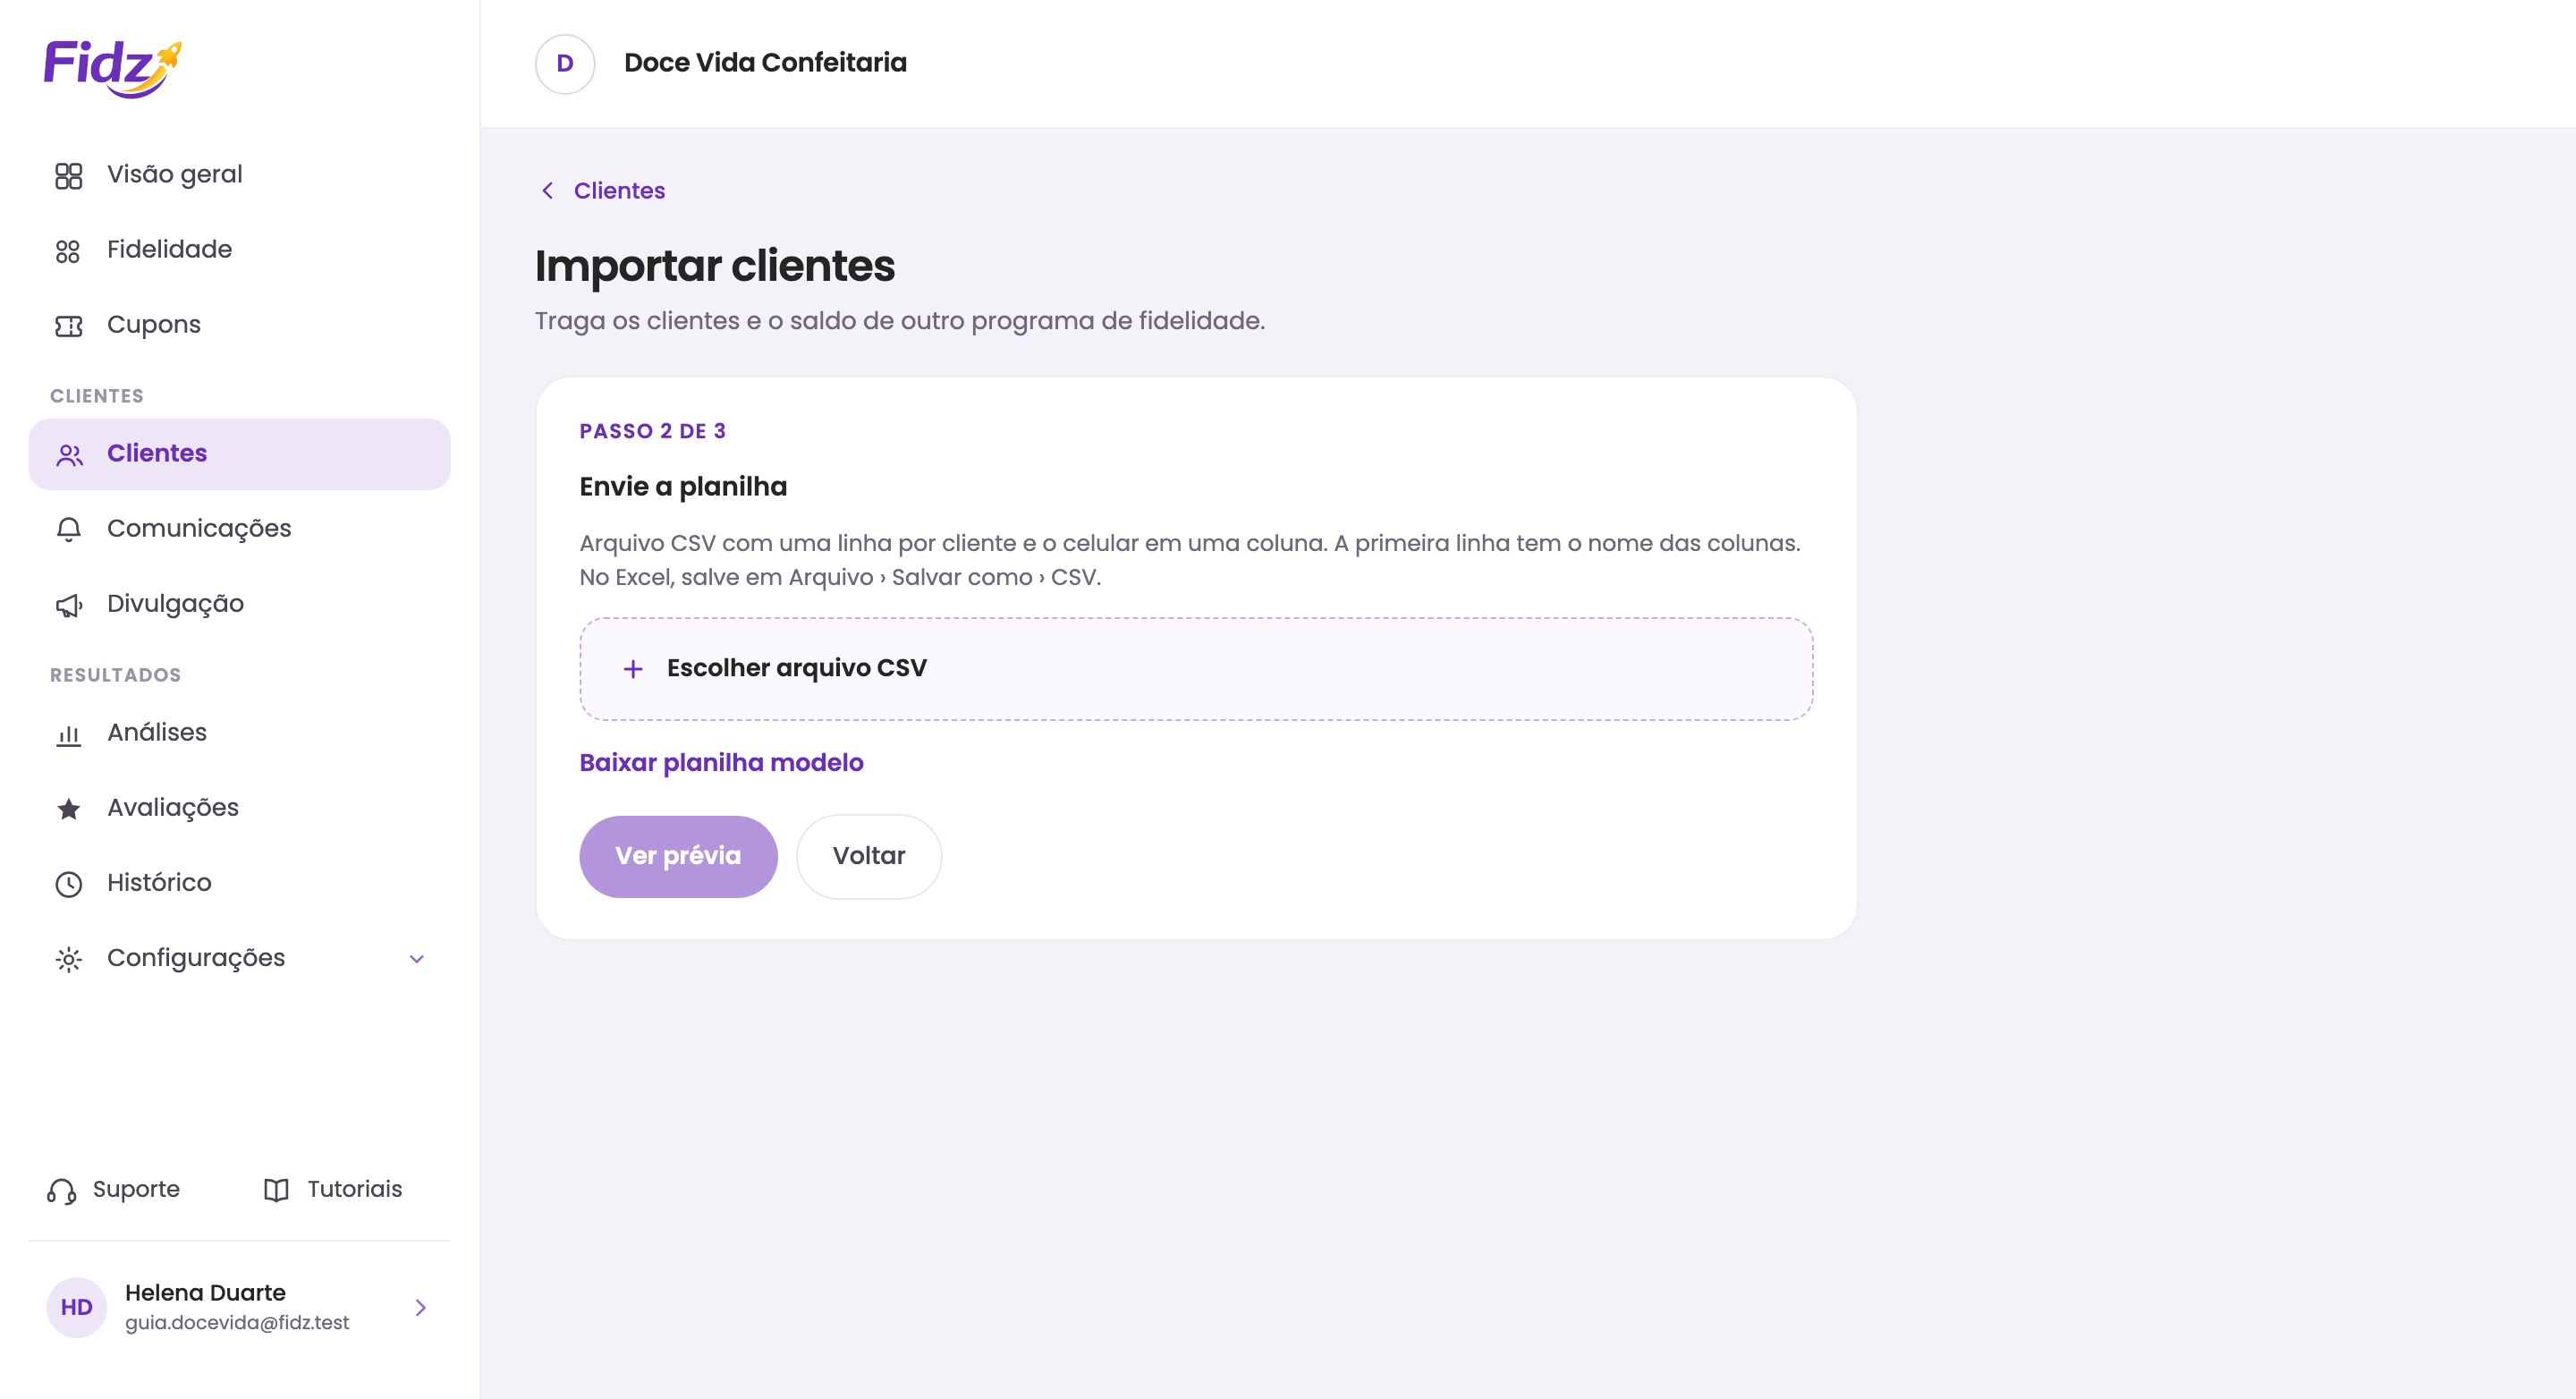 Fidz
Visão geral
Fidelidade
Cupons
CLIENTES
Clientes
Comunicações
Divulgação
RESULTADOS
Análises
Avaliações
Histórico
Configurações
Suporte
Tutoriais
HD
Helena Duarte
guia.docevida@fidz.test
D
Doce Vida Confeitaria
Clientes
Importar clientes
Traga os clientes e o saldo de outro programa de fidelidade.
PASSO 2 DE 3
Envie a planilha
Arquivo CSV com uma linha por cliente e o celular em uma coluna. A primeira linha tem o nome das colunas.
No Excel, salve em Arquivo › Salvar como › CSV.
+ Escolher arquivo CSV
Baixar planilha modelo
Ver prévia
Voltar